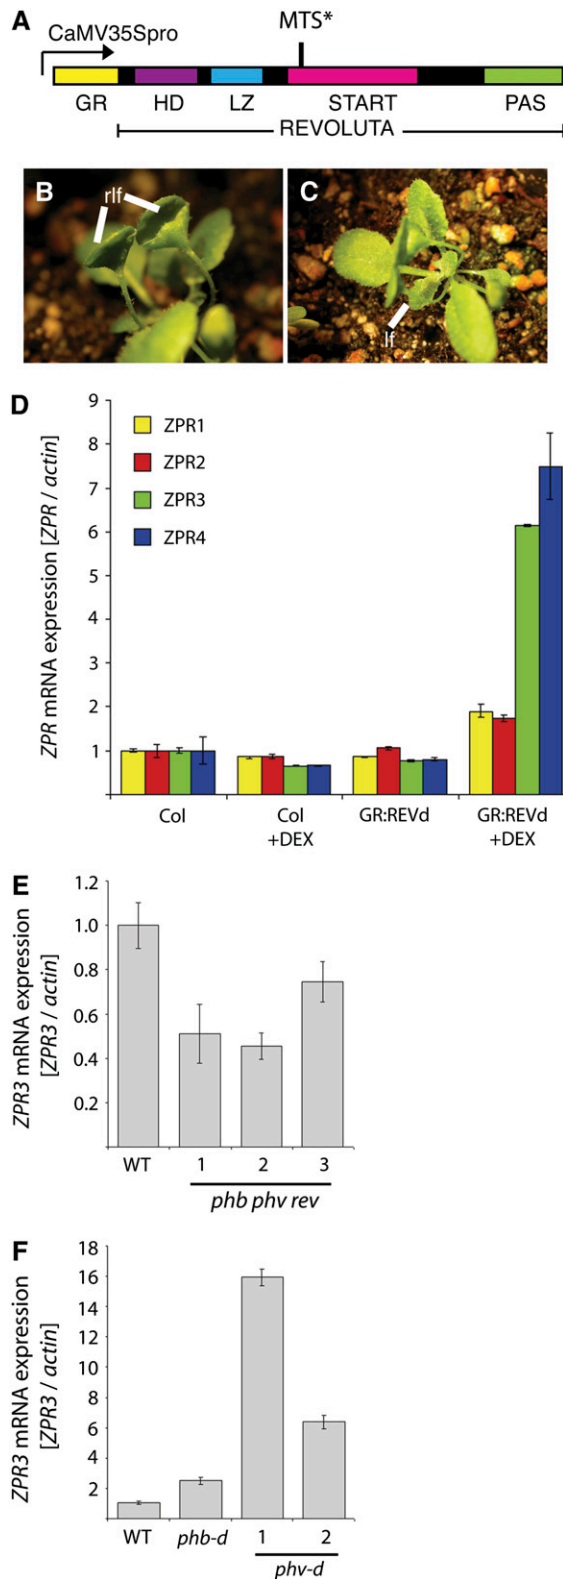 A
CaMV35Spro
MTS*
GR HD LZ START PAS
REVOLUTA
B
rlf
C
lf
D
ZPR mRNA expression [ZPR / actin]
9
8
7
6
5
4
3
2
1
ZPR1
ZPR2
ZPR3
ZPR4
Col
Col
+DEX
GR:REVd
GR:REVd
+DEX
E
ZPR3 mRNA expression
[ZPR3 / actin]
1.2
1.0
0.8
0.6
0.4
0.2
WT 1 2 3
phb phv rev
F
ZPR3 mRNA expression
[ZPR3 / actin]
18
16
14
12
10
8
6
4
2
WT phb-d 1 2
phv-d